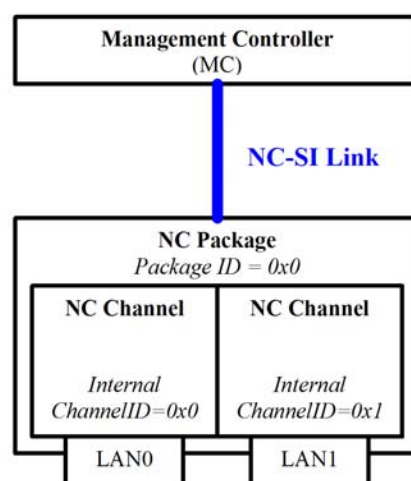 Management Controller
(MC)
NC-SI Link
NC Package
Package ID = 0x0
NC Channel
Internal
ChannelID=0x0
NC Channel
Internal
ChannelID=0x1
LAN0
LAN1